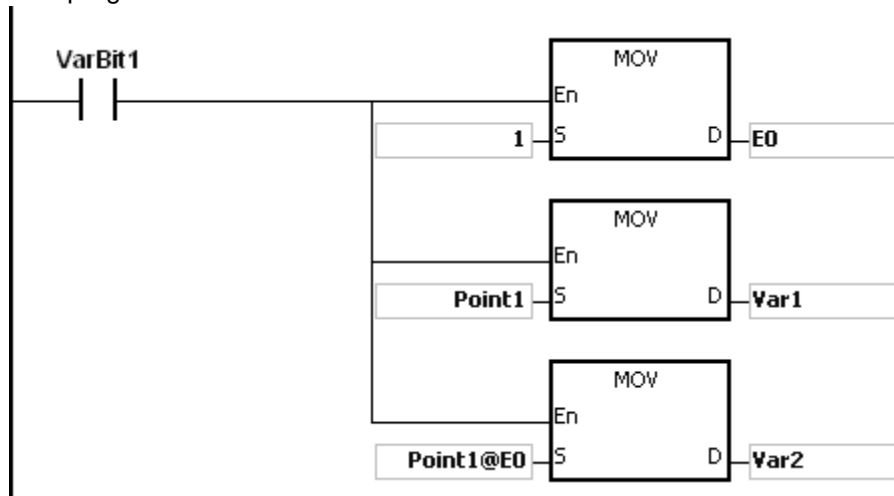 VarBit1
MOV
En
1 S D E0
MOV
En
Point1 S D Var1
MOV
En
Point1@E0 S D Var2